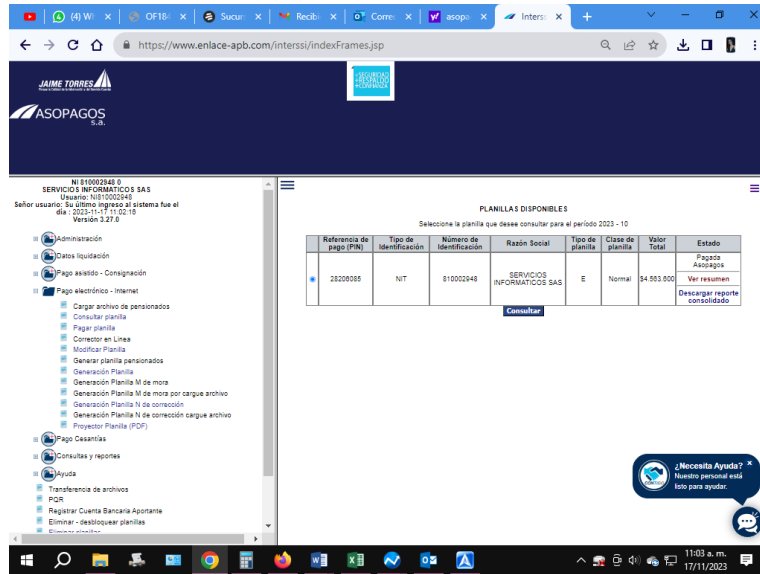 (4) Wh
OF184
Sucurs
Recibi
Correc
asopa
Inters
https://www.enlace-apb.com/interssi/indexFrames.jsp
JAIME TORRES
ASOPAGOS
s.a.
+SEGURIDAD
+RESPALDO
+CONFIANZA
NI 810002948 0
SERVICIOS INFORMATICOS SAS
Usuario: NI810002948
Señor usuario: Su último ingreso al sistema fue el
dia : 2023-11-17 11:02:16
Versión 3.27.0
Administración
Datos liquidación
Pago asistido - Consignación
Pago electrónico - Internet
Cargar archivo de pensionados
Consultar planilla
Pagar planilla
Corrector en Linea
Modificar Planilla
Generar planilla pensionados
Generación Planilla
Generación Planilla M de mora
Generación Planilla M de mora por cargue archivo
Generación Planilla N de corrección
Generación Planilla N de corrección cargue archivo
Proyector Planilla (PDF)
Pago Cesantías
Consultas y reportes
Ayuda
Transferencia de archivos
PQR
Registrar Cuenta Bancaria Aportante
Eliminar - desbloquear planillas
Eliminar planillas
PLANILLAS DISPONIBLES
Seleccione la planilla que desee consultar para el período 2023 - 10
Referencia de pago (PIN) Tipo de Identificación Número de Identificación Razón Social Tipo de planilla Clase de planilla Valor Total Estado
28206085 NIT 810002948 SERVICIOS INFORMATICOS SAS E Normal $4.563.600 Pagada Asopagos
Ver resumen
Descargar reporte consolidado
Consultar
¿Necesita Ayuda? ×
Nuestro personal está
listo para ayudar.
11:03 a. m.
17/11/2023